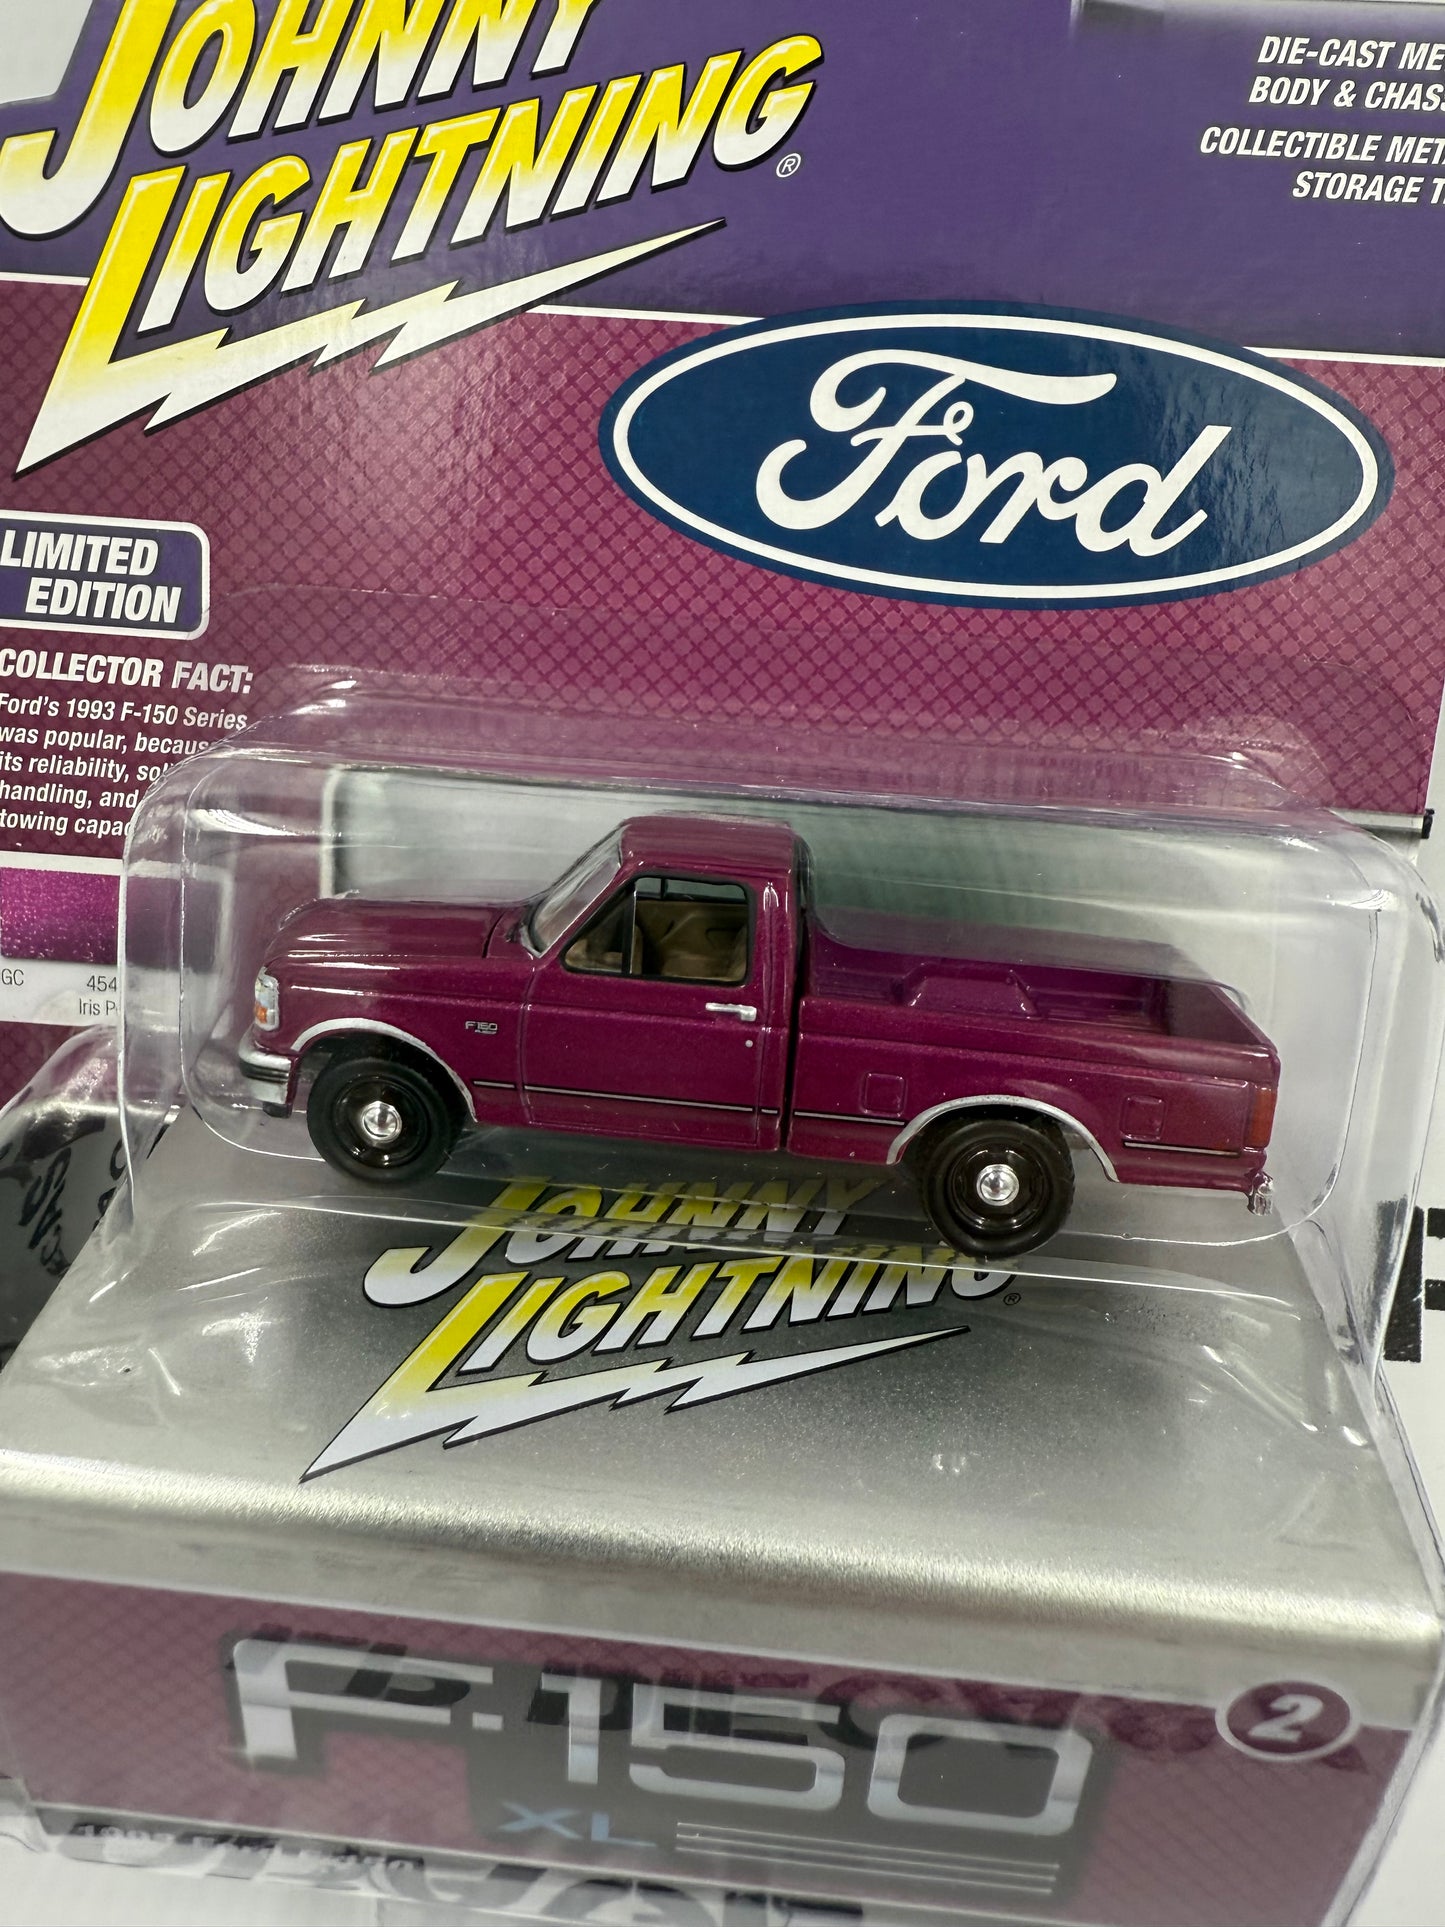 JOHNNY
LIGHTNING®
DIE-CAST ME
BODY & CHAS
COLLECTIBLE MET
STORAGE T
Ford
LIMITED
EDITION
COLLECTOR FACT:
Ford's 1993 F-150 Series
was popular, becaus
its reliability, so
handling, and
towing capac
GC
454
Iris P
F150
JOHNNY
LIGHTNING®
F-150
2
XL